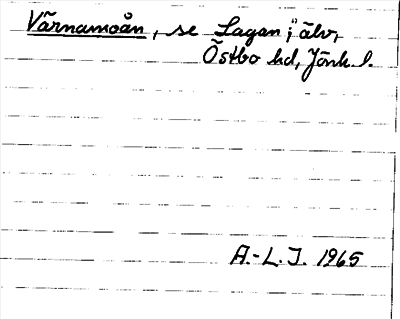 Värnamoån, se Lagan, älv,
Östbo hd, Jönk. l.
A.-L. J. 1965